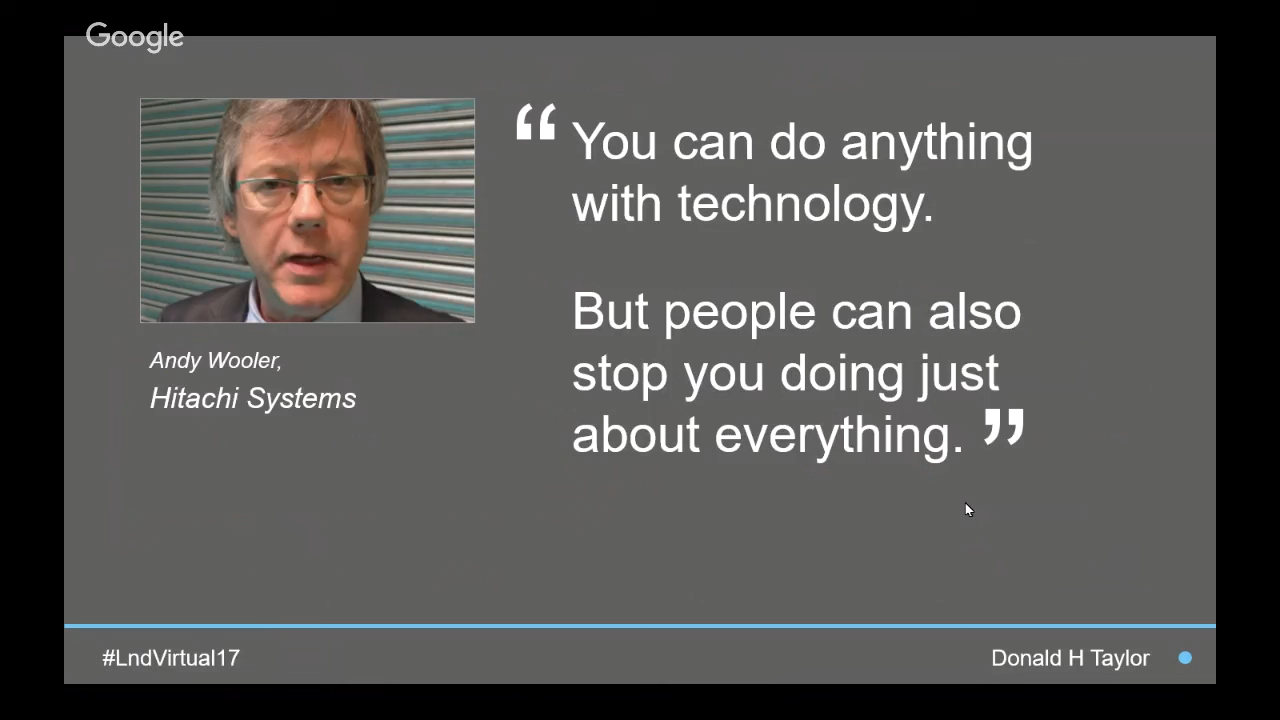 Google
“ You can do anything
with technology.
But people can also
stop you doing just
about everything. ”
Andy Wooler,
Hitachi Systems
#LndVirtual17
Donald H Taylor